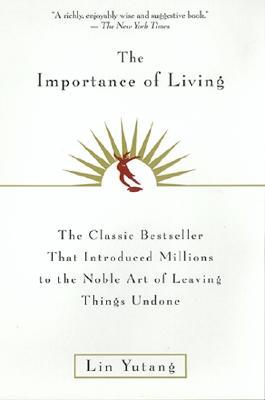 "A richly, enjoyably wise and suggestive book."
— The New York Times
The
Importance of Living
The Classic Bestseller
That Introduced Millions
to the Noble Art of Leaving
Things Undone
Lin Yutang